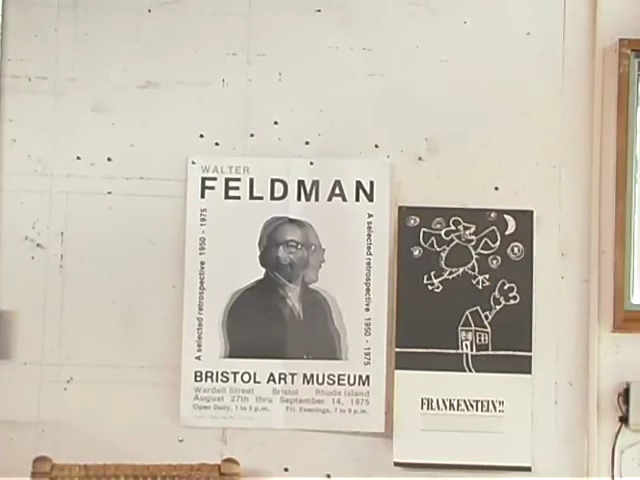 WALTER
FELDMAN
A selected retrospective 1950 - 1975
A selected retrospective 1950 - 1975
BRISTOL ART MUSEUM
Wardell Street Bristol Rhode Island
August 27th thru September 14, 1975
Open Daily, 1 to 5 p.m. Fri. Evenings, 7 to 9 p.m.
FRANKENSTEIN!!